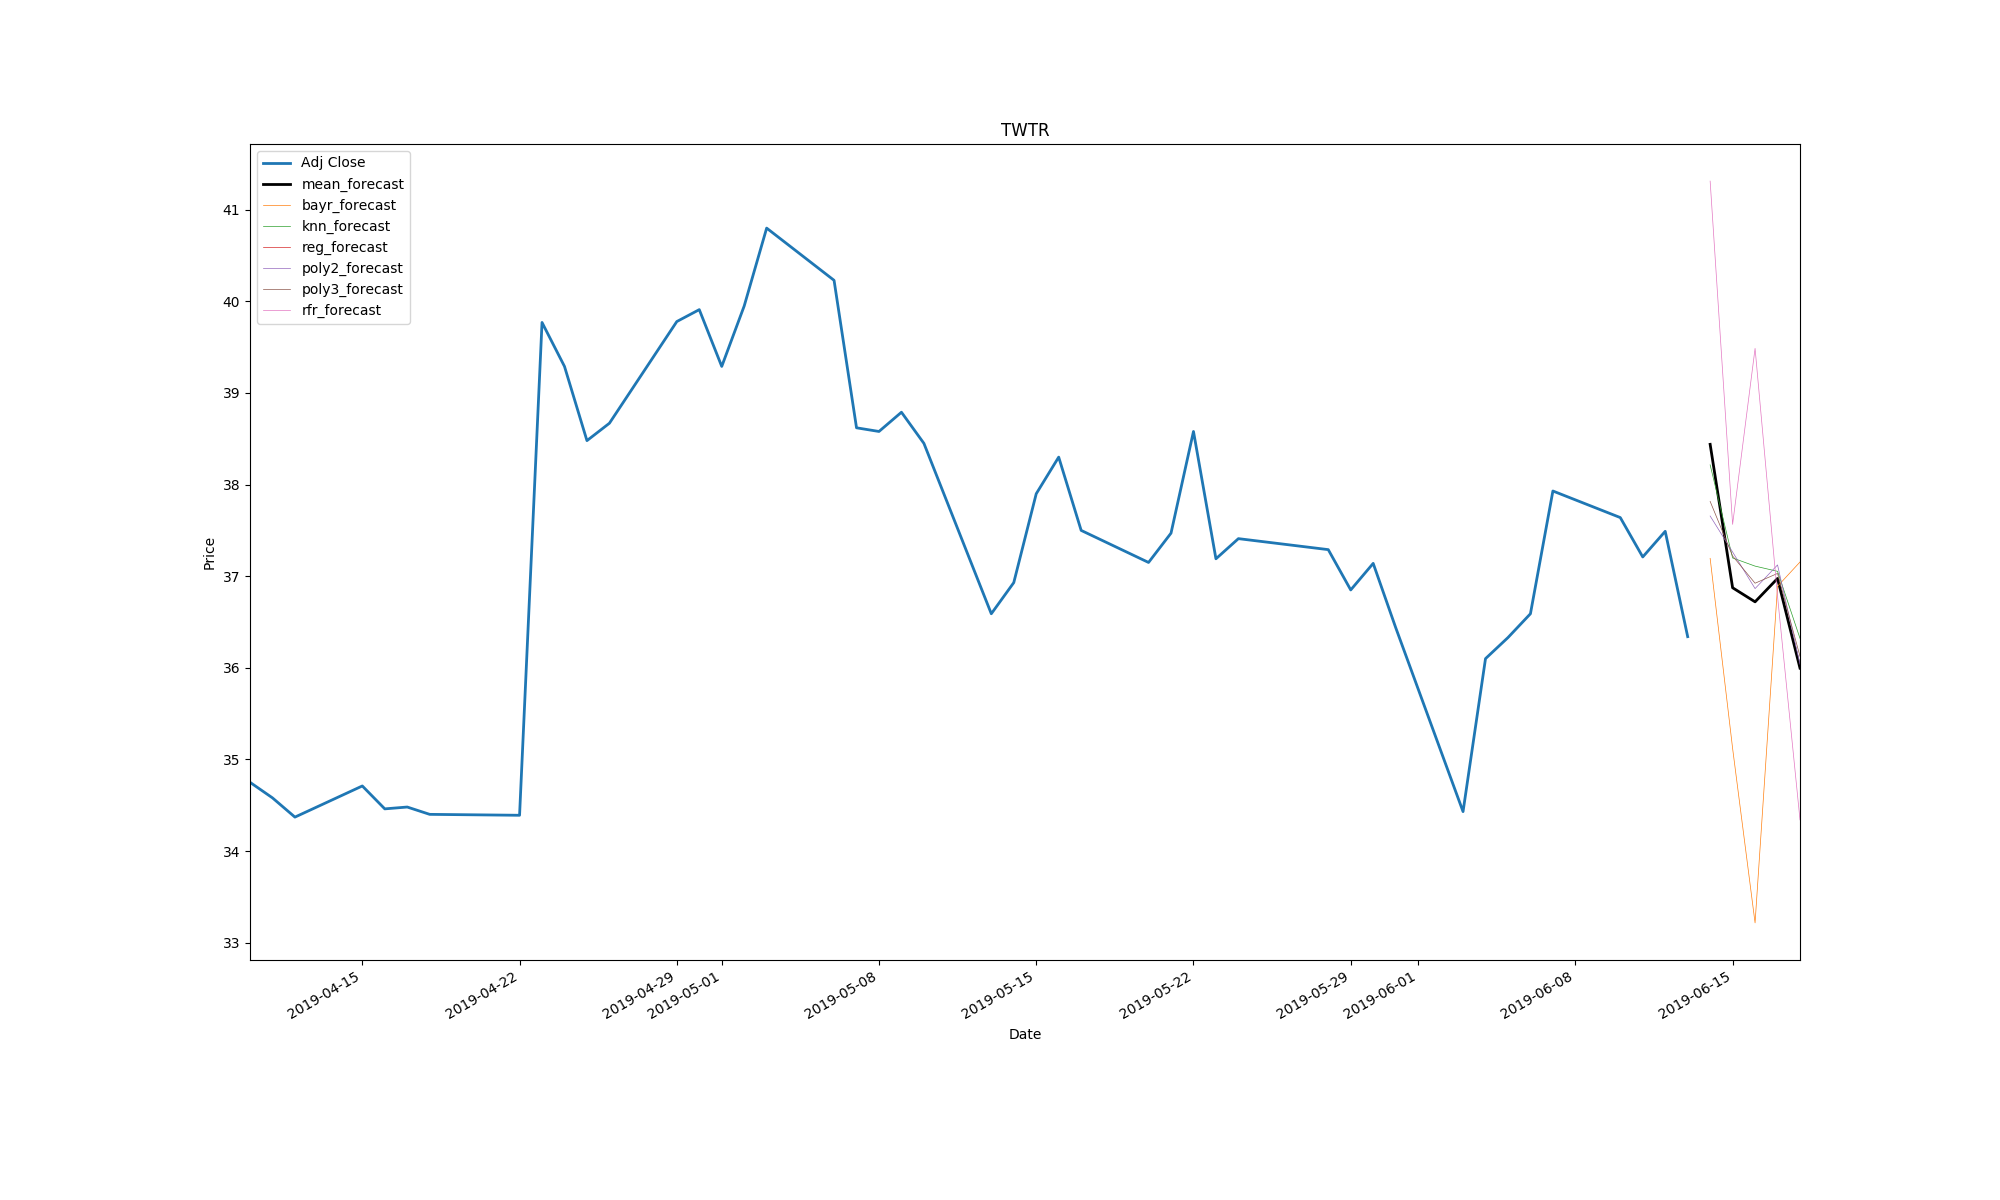 TWTR
Adj Close
mean_forecast
bayr_forecast
knn_forecast
reg_forecast
poly2_forecast
poly3_forecast
rfr_forecast
41
40
39
38
37
36
35
34
33
Price
2019-04-15
2019-04-22
2019-04-29
2019-05-01
2019-05-08
2019-05-15
2019-05-22
2019-05-29
2019-06-01
2019-06-08
2019-06-15
Date